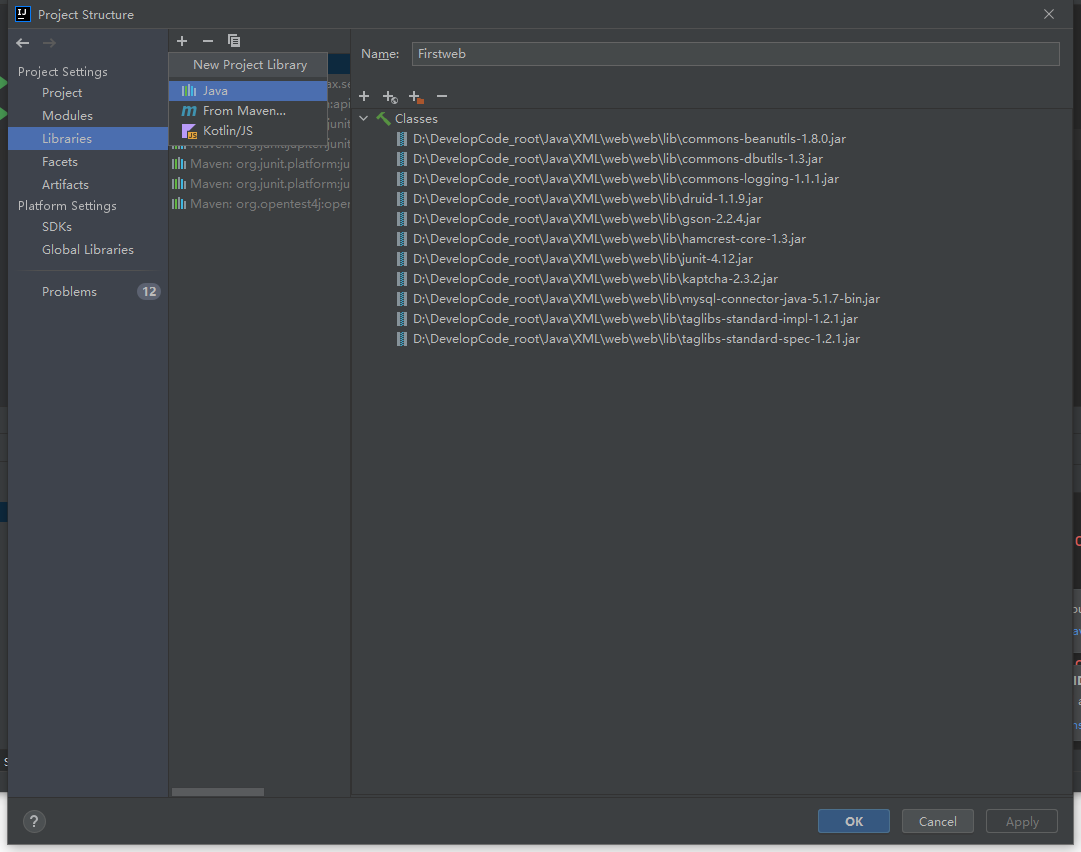 Project Structure
Project Settings
Project
Modules
Libraries
Facets
Artifacts
Platform Settings
SDKs
Global Libraries
Problems 12
New Project Library
Java
From Maven...
Kotlin/JS
Maven: org.junit.jupiter:junit
Maven: org.junit.platform:ju
Maven: org.junit.platform:ju
Maven: org.opentest4j:oper
Name: Firstweb
Classes
D:\DevelopCode_root\Java\XML\web\web\lib\commons-beanutils-1.8.0.jar
D:\DevelopCode_root\Java\XML\web\web\lib\commons-dbutils-1.3.jar
D:\DevelopCode_root\Java\XML\web\web\lib\commons-logging-1.1.1.jar
D:\DevelopCode_root\Java\XML\web\web\lib\druid-1.1.9.jar
D:\DevelopCode_root\Java\XML\web\web\lib\gson-2.2.4.jar
D:\DevelopCode_root\Java\XML\web\web\lib\hamcrest-core-1.3.jar
D:\DevelopCode_root\Java\XML\web\web\lib\junit-4.12.jar
D:\DevelopCode_root\Java\XML\web\web\lib\kaptcha-2.3.2.jar
D:\DevelopCode_root\Java\XML\web\web\lib\mysql-connector-java-5.1.7-bin.jar
D:\DevelopCode_root\Java\XML\web\web\lib\taglibs-standard-impl-1.2.1.jar
D:\DevelopCode_root\Java\XML\web\web\lib\taglibs-standard-spec-1.2.1.jar
?
OK
Cancel
Apply